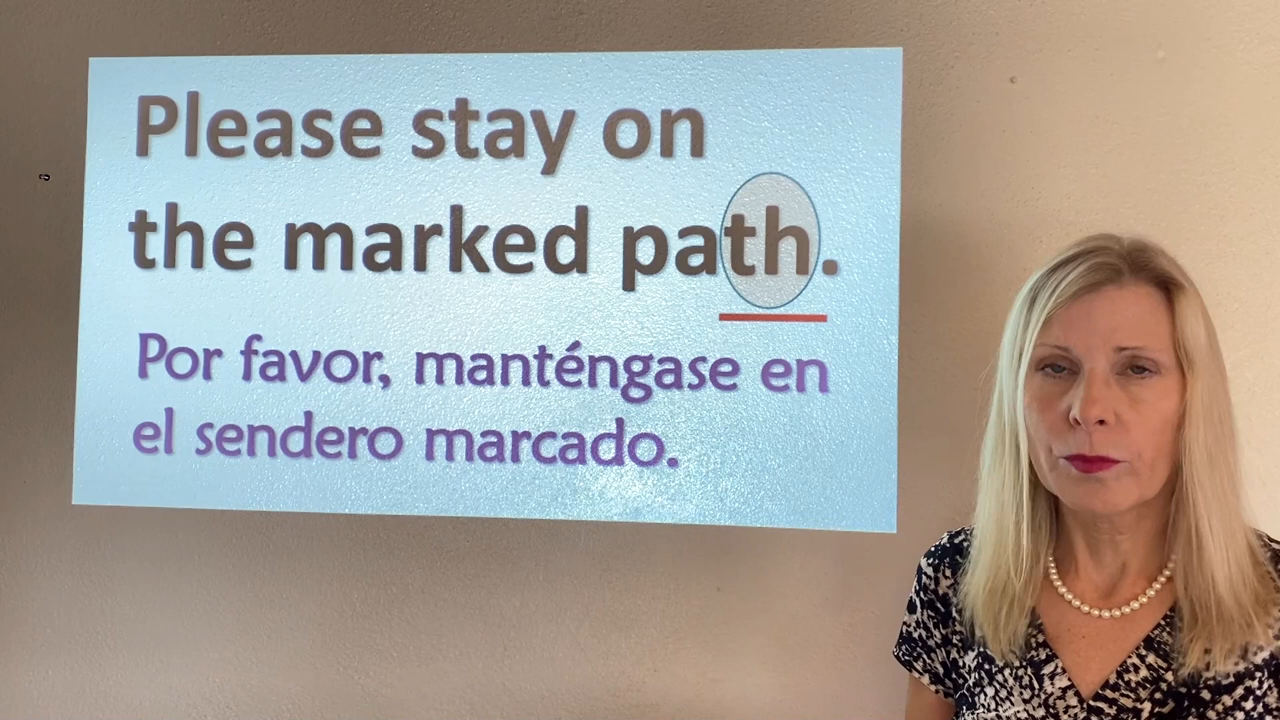 Please stay on
the marked path.
Por favor, manténgase en
el sendero marcado.